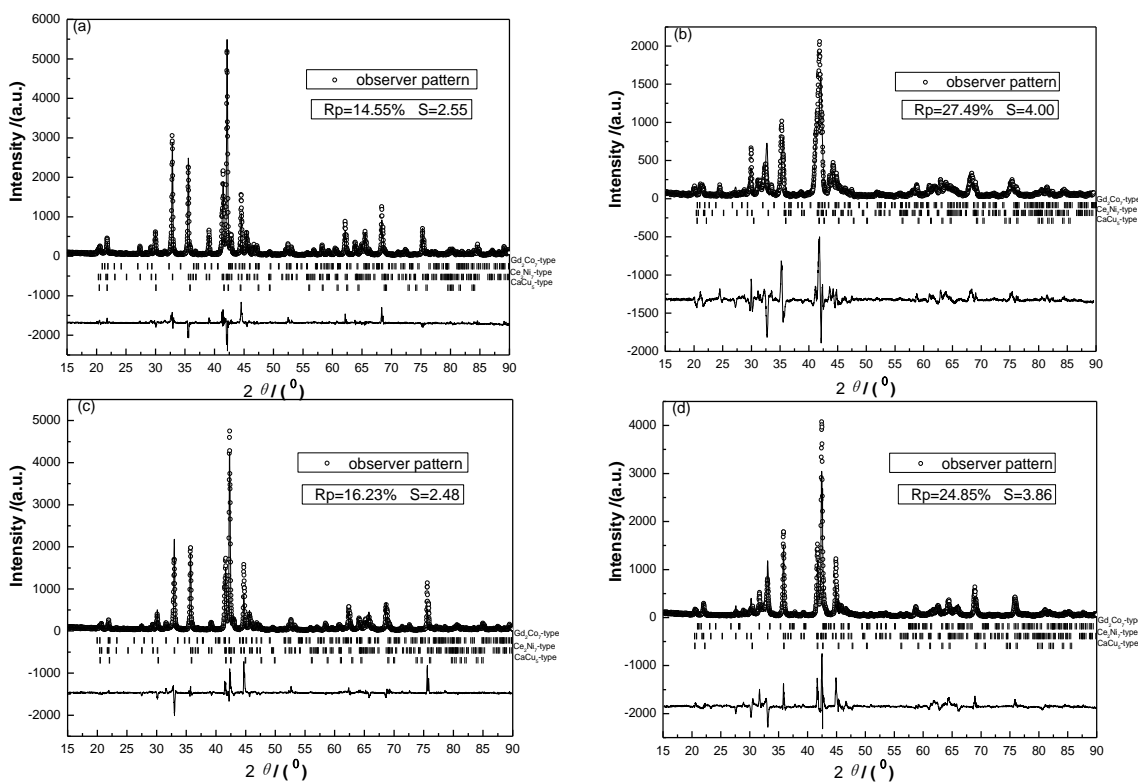 (a)
6000
5000
4000
3000
2000
1000
0
-1000
-2000
Intensity /(a.u.)
observer pattern
Rp=14.55% S=2.55
Gd2Co7-type
Ce2Ni7-type
CaCu5-type
15 20 25 30 35 40 45 50 55 60 65 70 75 80 85 90
2 θ/(⁰)
(b)
2000
1500
1000
500
0
-500
-1000
-1500
-2000
Intensity /(a.u.)
observer pattern
Rp=27.49% S=4.00
Gd2Co7-type
Ce2Ni7-type
CaCu5-type
15 20 25 30 35 40 45 50 55 60 65 70 75 80 85 90
2 θ/(⁰)
(c)
5000
4000
3000
2000
1000
0
-1000
-2000
Intensity /(a.u.)
observer pattern
Rp=16.23% S=2.48
Gd2Co7-type
Ce2Ni7-type
CaCu5-type
15 20 25 30 35 40 45 50 55 60 65 70 75 80 85 90
2 θ/(⁰)
(d)
4000
3000
2000
1000
0
-1000
-2000
Intensity /(a.u.)
observer pattern
Rp=24.85% S=3.86
Gd2Co7-type
Ce2Ni7-type
CaCu5-type
15 20 25 30 35 40 45 50 55 60 65 70 75 80 85 90
2 θ/(⁰)